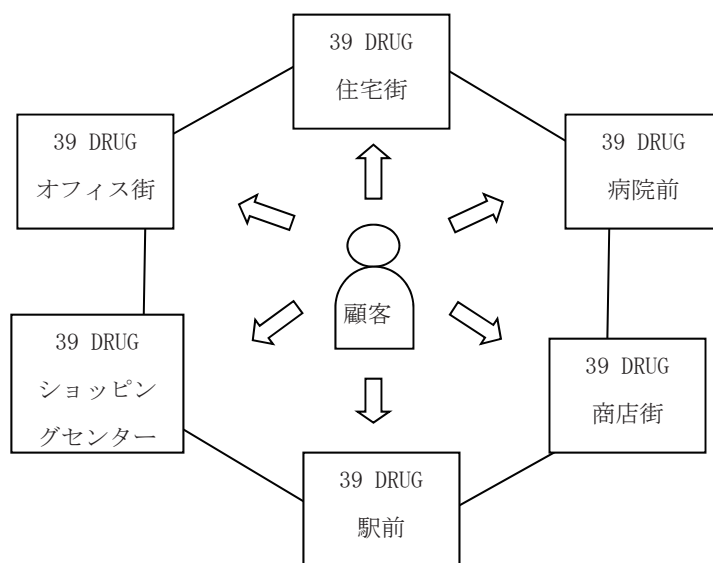 39 DRUG
住宅街
39 DRUG
オフィス街
39 DRUG
病院前
顧客
39 DRUG
ショッピン
グセンター
39 DRUG
商店街
39 DRUG
駅前